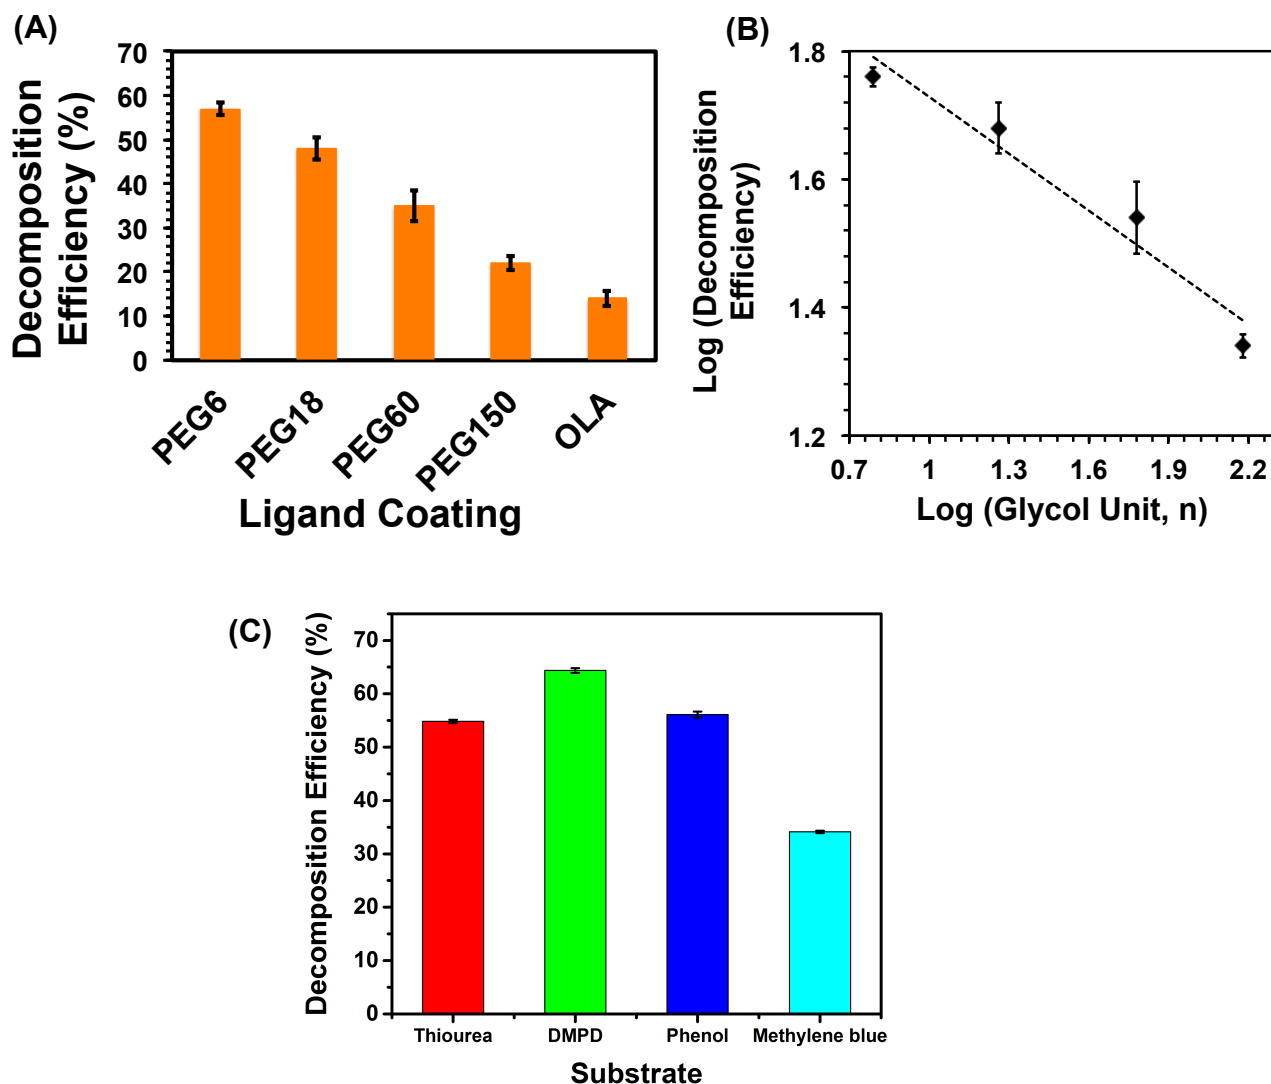 (A)
70
60
50
40
30
20
10
0
Decomposition
Efficiency (%)
PEG6
PEG18
PEG60
PEG150
OLA
Ligand Coating
(B)
1.8
1.6
1.4
1.2
Log (Decomposition
Efficiency)
0.7 1 1.3 1.6 1.9 2.2
Log (Glycol Unit, n)
(C)
70
60
50
40
30
20
10
0
Decomposition Efficiency (%)
Thiourea DMPD Phenol Methylene blue
Substrate